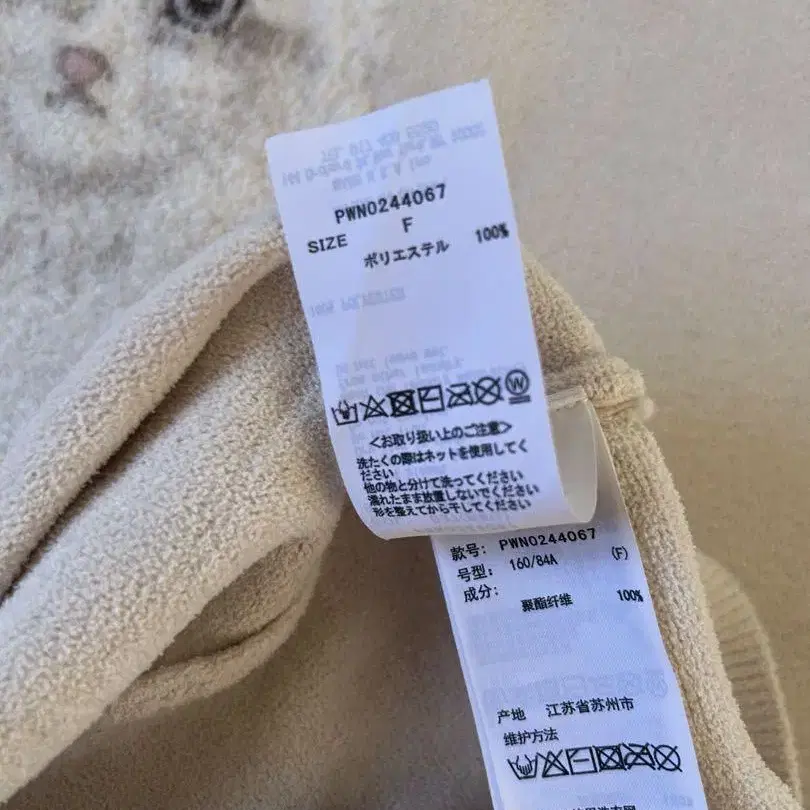 PWN0244067
SIZE F
ポリエステル 100%
W
<お取り扱い上のご注意>
洗たくの際はネットを使用してく
ださい
他の物と分けて洗ってください
濡れたまま放置しないでください
形を整えてから干してください
款号: PWN0244067
号型: 160/84A (F)
成分:
聚酯纤维 100%
产地 江苏省苏州市
维护方法